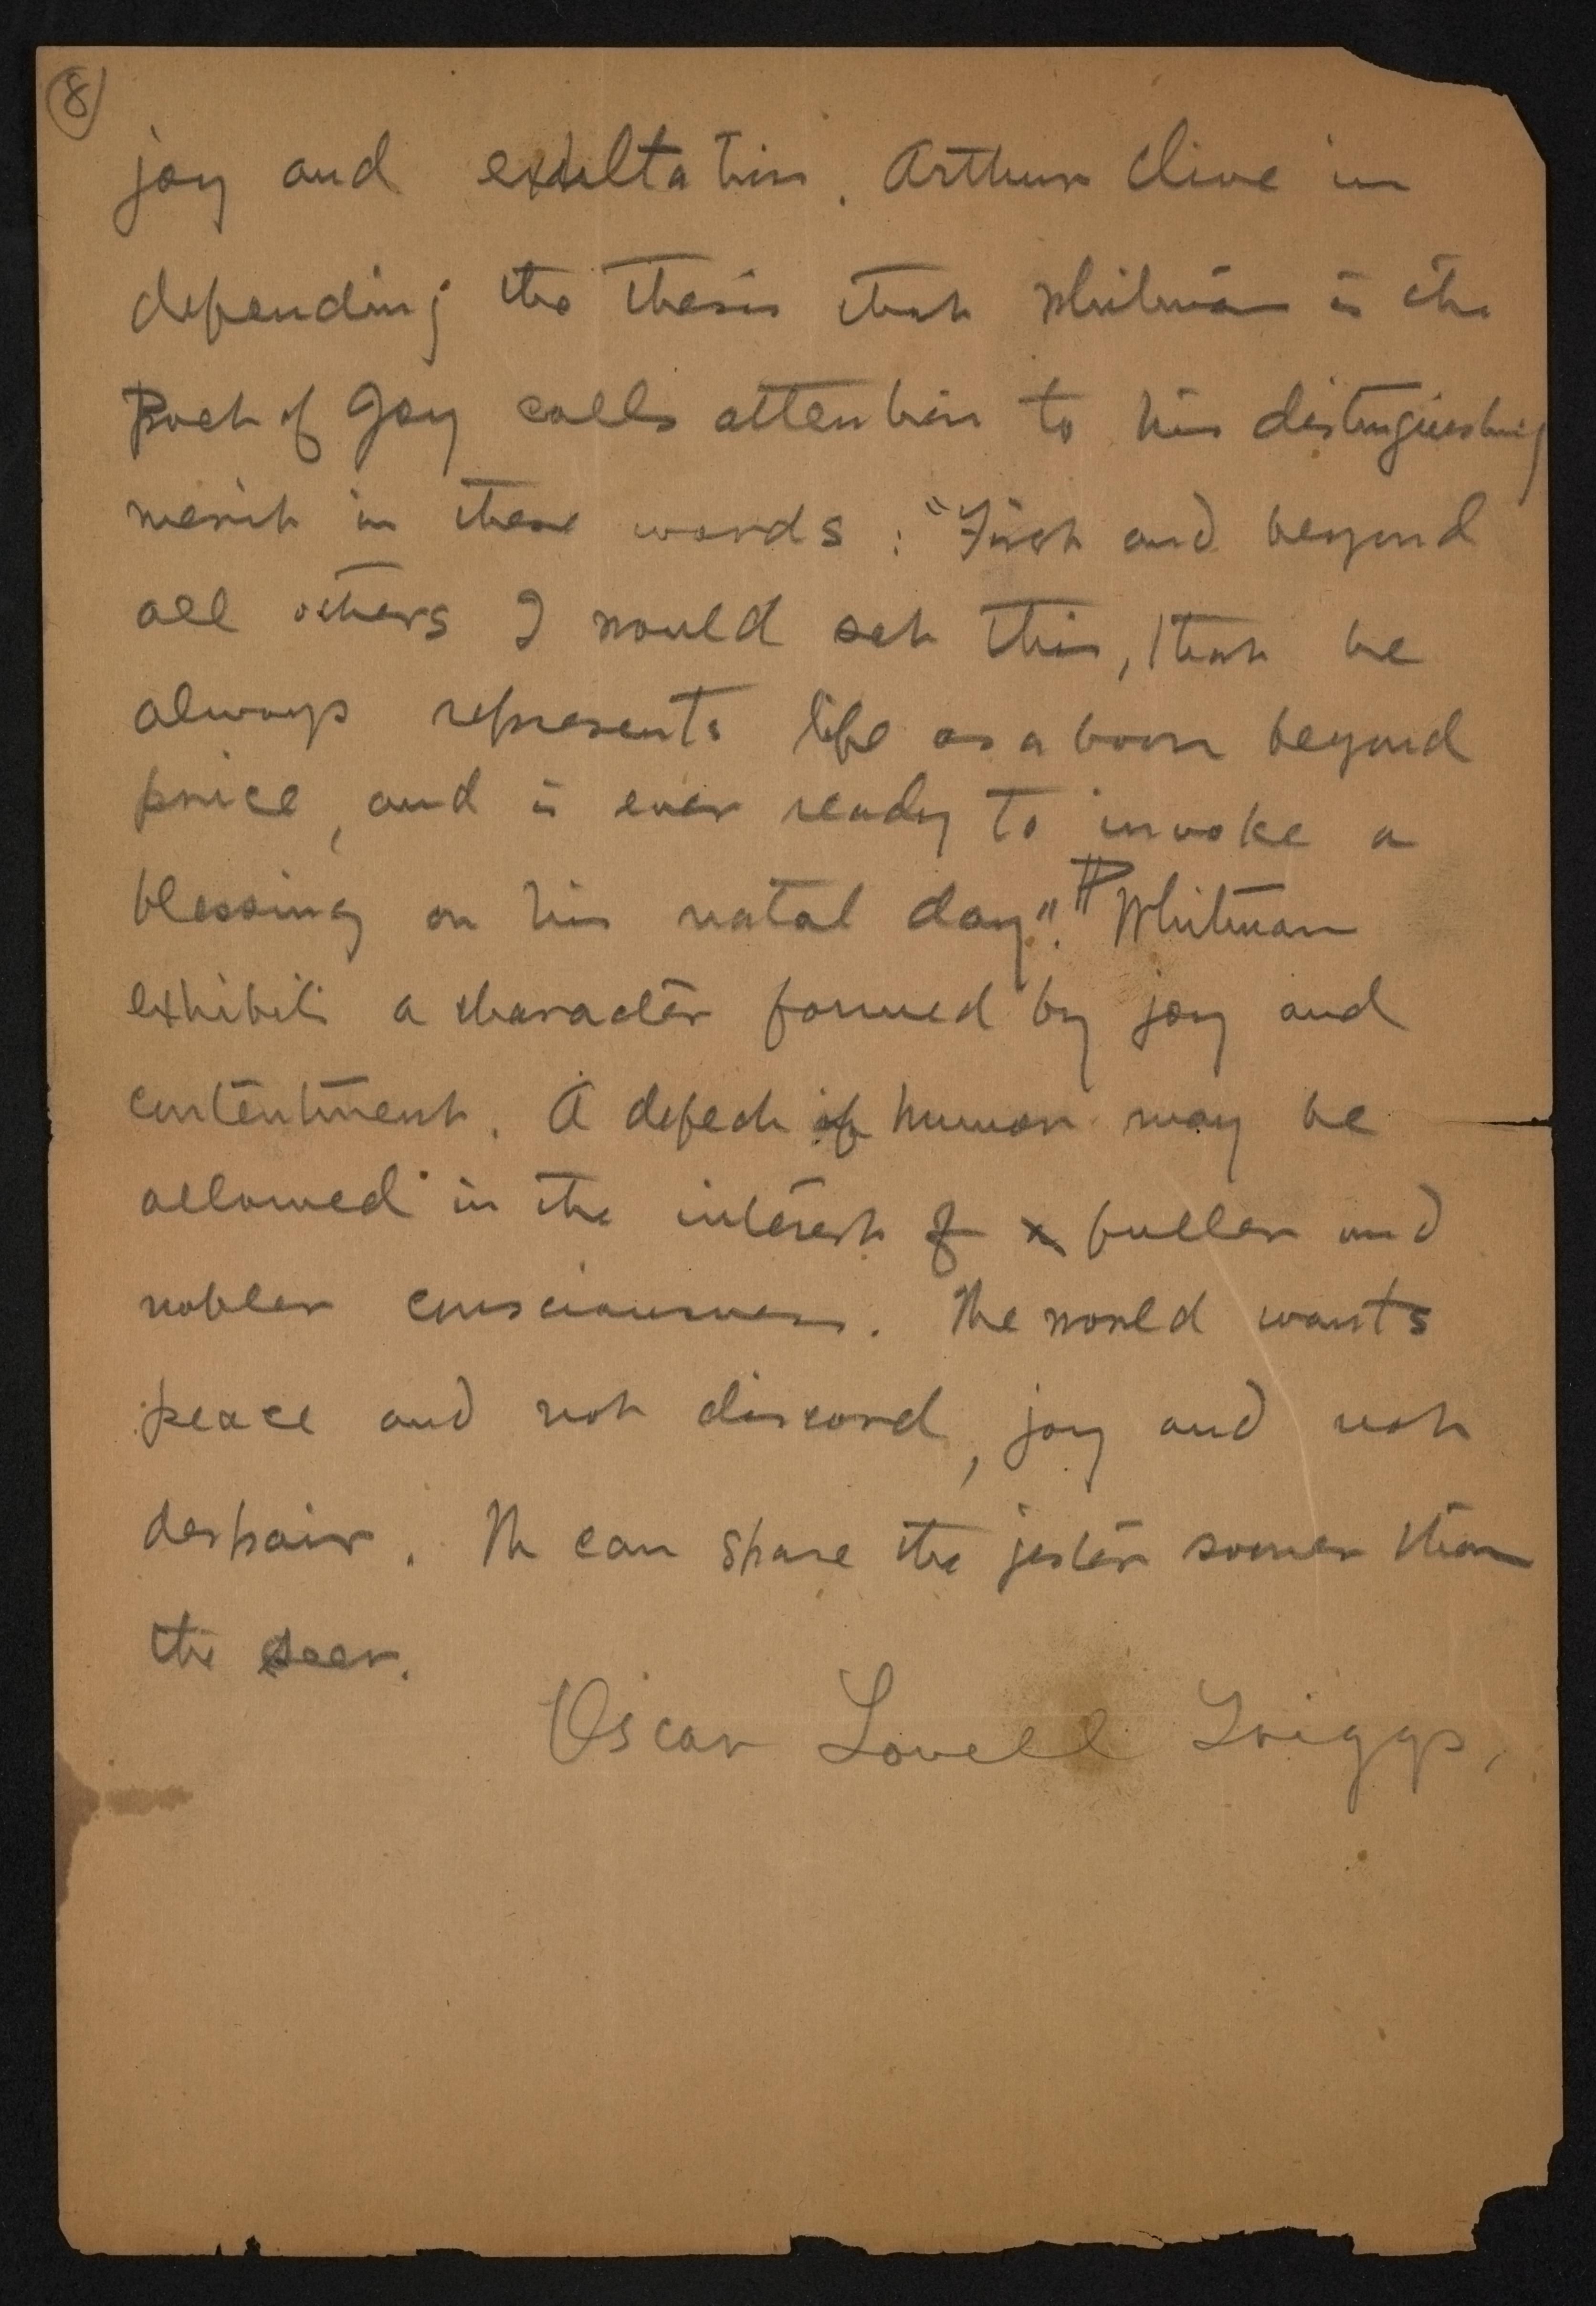 8
joy and exultation. Arthur Clive in
defending the thesis that Whitman is the
Poet of Joy calls attention to his distinguishing
merit in these words: "First and beyond
all others I would set this, that he
always represents life as a boon beyond
price, and is ever ready to invoke a
blessing on his natal day". ¶ Whitman
exhibits a character formed by joy and
contentment. A defect of humor may be
allowed in the interest of fuller and
nobler consciousness. The world wants
peace and not discord, joy and not
despair. We can spare the jester sooner than
the seer.
Oscar Lovell Triggs.